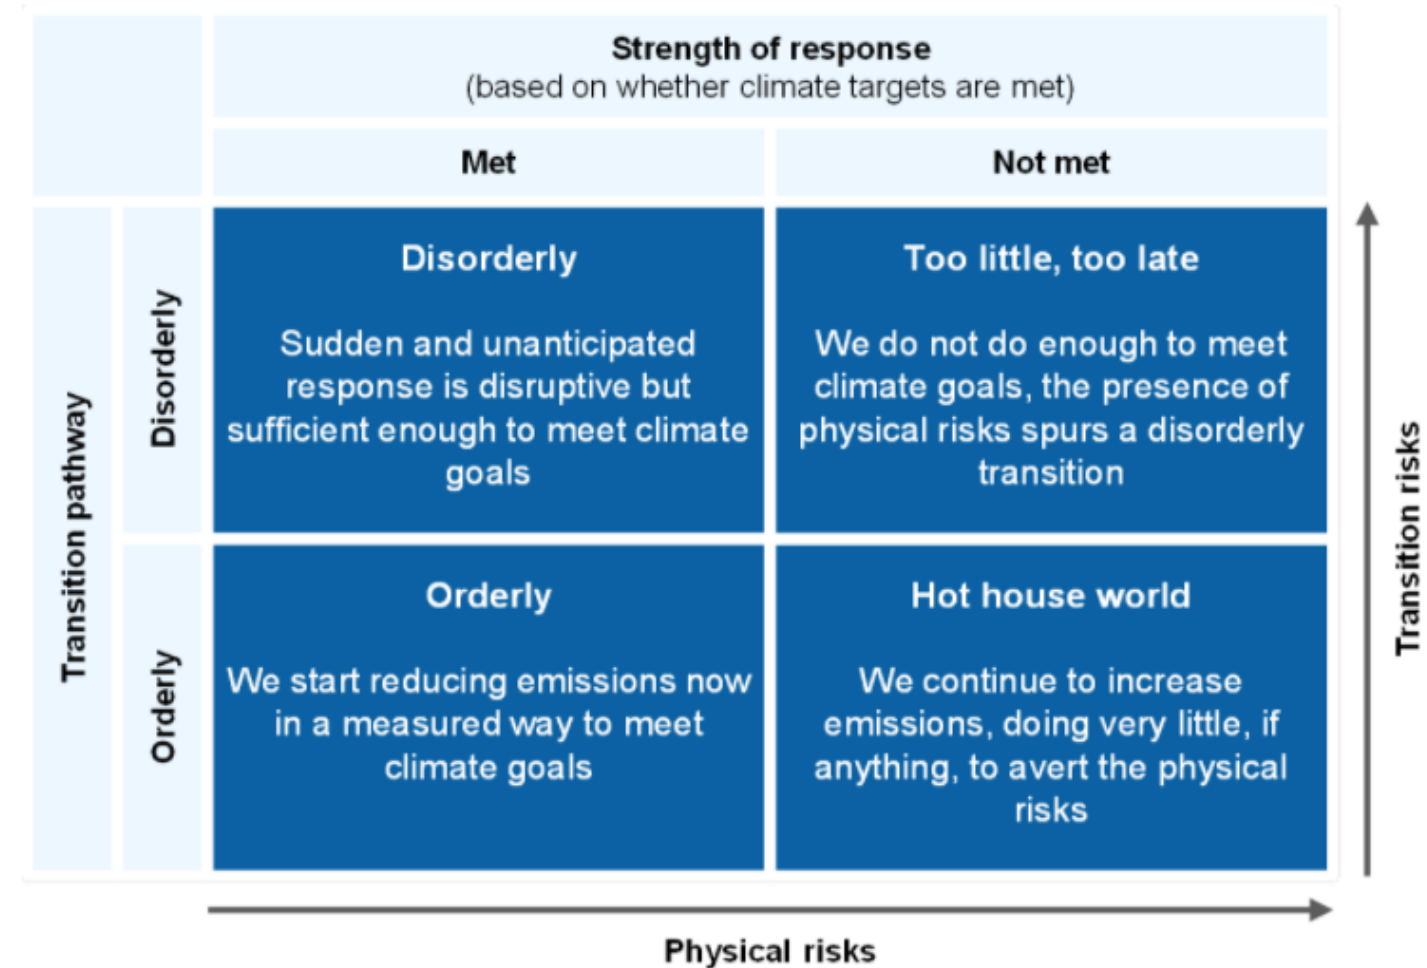 Strength of response
(based on whether climate targets are met)
Met
Not met
Transition pathway
Disorderly
Disorderly
Sudden and unanticipated
response is disruptive but
sufficient enough to meet climate
goals
Too little, too late
We do not do enough to meet
climate goals, the presence of
physical risks spurs a disorderly
transition
Orderly
Orderly
We start reducing emissions now
in a measured way to meet
climate goals
Hot house world
We continue to increase
emissions, doing very little, if
anything, to avert the physical
risks
Transition risks
Physical risks